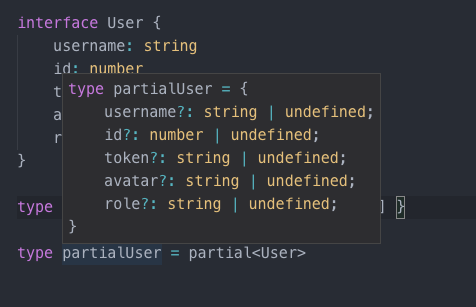 interface User {
username: string
id: number
t
a
r
}
type partialUser = {
username?: string | undefined;
id?: number | undefined;
token?: string | undefined;
avatar?: string | undefined;
role?: string | undefined;
}
type ] }
type partialUser = partial<User>